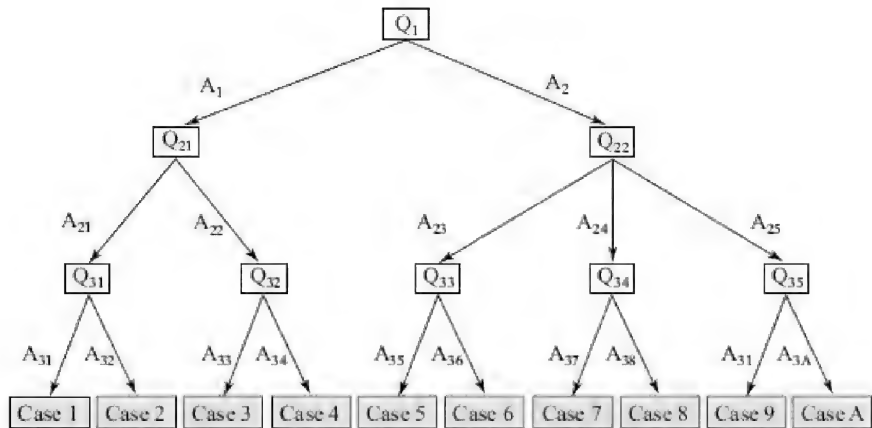 Q1
A1 A2
Q21 Q22
A21 A22 A23 A24 A25
Q31 Q32 Q33 Q34 Q35
A31 A32 A33 A34 A35 A36 A37 A38 A31 A3A
Case 1 Case 2 Case 3 Case 4 Case 5 Case 6 Case 7 Case 8 Case 9 Case A